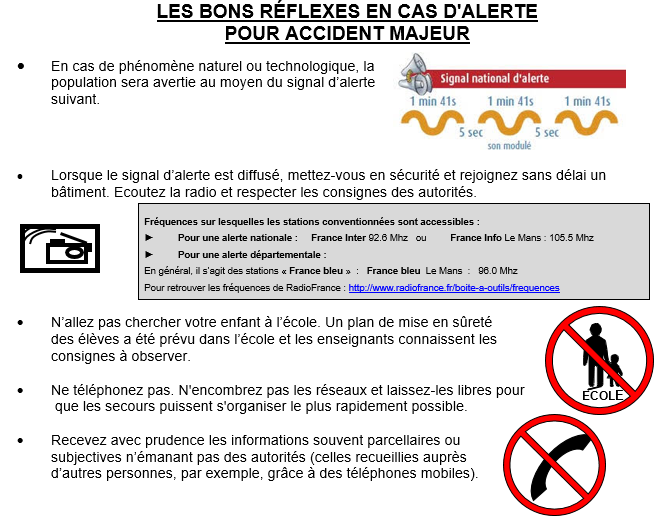 LES BONS RÉFLEXES EN CAS D'ALERTE
POUR ACCIDENT MAJEUR
• En cas de phénomène naturel ou technologique, la
population sera avertie au moyen du signal d'alerte
suivant.
Signal national d'alerte
1 min 41s 1 min 41s 1 min 41s
5 sec 5 sec
son modulé
• Lorsque le signal d'alerte est diffusé, mettez-vous en sécurité et rejoignez sans délai un
bâtiment. Ecoutez la radio et respecter les consignes des autorités.
Fréquences sur lesquelles les stations conventionnées sont accessibles :
► Pour une alerte nationale : France Inter 92.6 Mhz ou France Info Le Mans : 105.5 Mhz
► Pour une alerte départementale :
En général, il s'agit des stations « France bleu » : France bleu Le Mans : 96.0 Mhz
Pour retrouver les fréquences de RadioFrance : http://www.radiofrance.fr/boite-a-outils/frequences
• N'allez pas chercher votre enfant à l'école. Un plan de mise en sûreté
des élèves a été prévu dans l'école et les enseignants connaissent les
consignes à observer.
ÉCOLE
• Ne téléphonez pas. N'encombrez pas les réseaux et laissez-les libres pour
que les secours puissent s'organiser le plus rapidement possible.
• Recevez avec prudence les informations souvent parcellaires ou
subjectives n'émanant pas des autorités (celles recueillies auprès
d'autres personnes, par exemple, grâce à des téléphones mobiles).